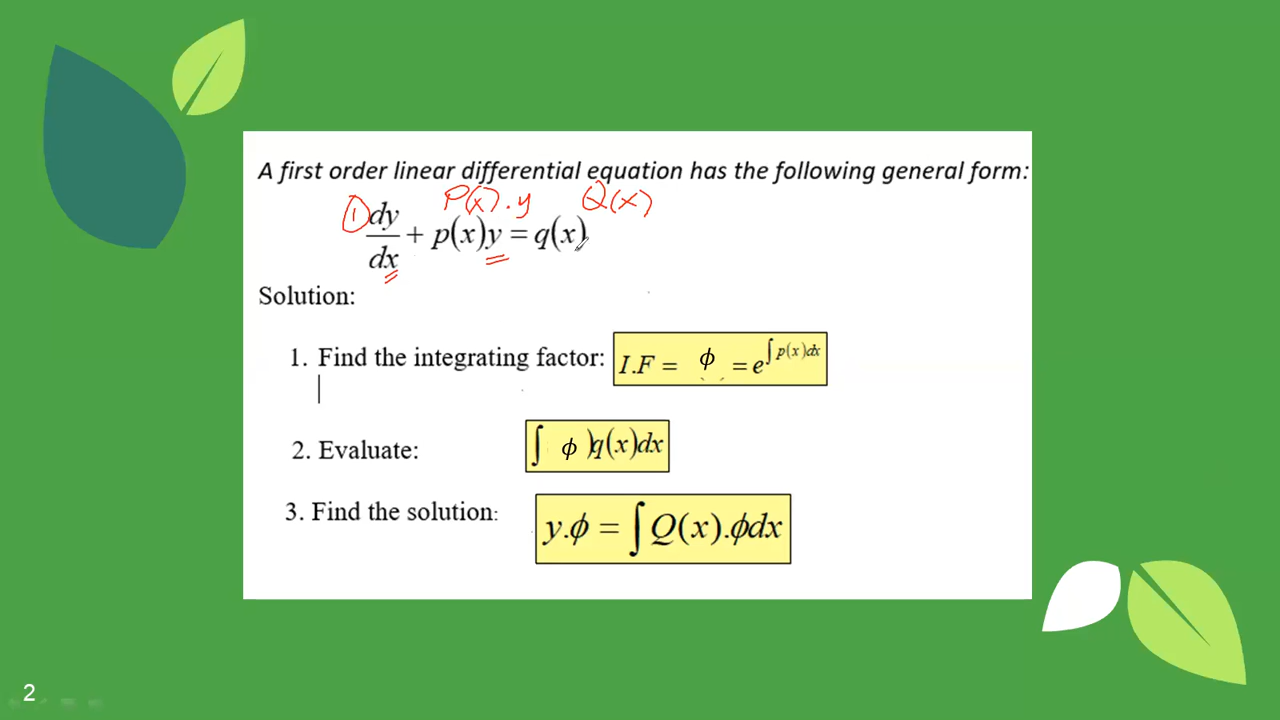 A first order linear differential equation has the following general form:
P(x).y Q(x)
① dy/dx + p(x)y = q(x)
Solution:
1. Find the integrating factor: I.F = ϕ = e^∫p(x)dx
2. Evaluate: ∫ ϕ )q(x)dx
3. Find the solution: y.ϕ = ∫Q(x).ϕdx
2